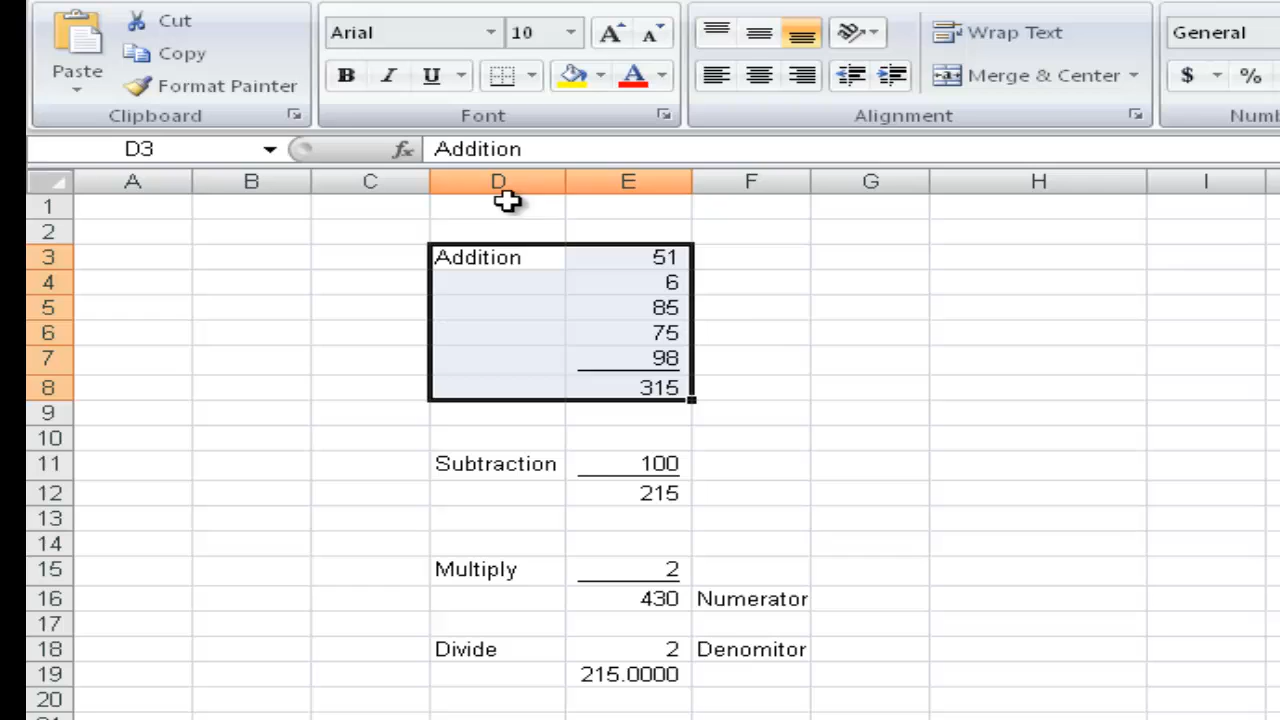 Cut
Arial 10
Wrap Text
General
Copy
Paste
B I U A
Merge & Center
$ %
Format Painter
Clipboard
Font
Alignment
D3 fx Addition
A B C D E F G H I
1
2
3 Addition 51
4 6
5 85
6 75
7 98
8 315
9
10
11 Subtraction 100
12 215
13
14
15 Multiply 2
16 430 Numerator
17
18 Divide 2 Denomitor
19 215.0000
20